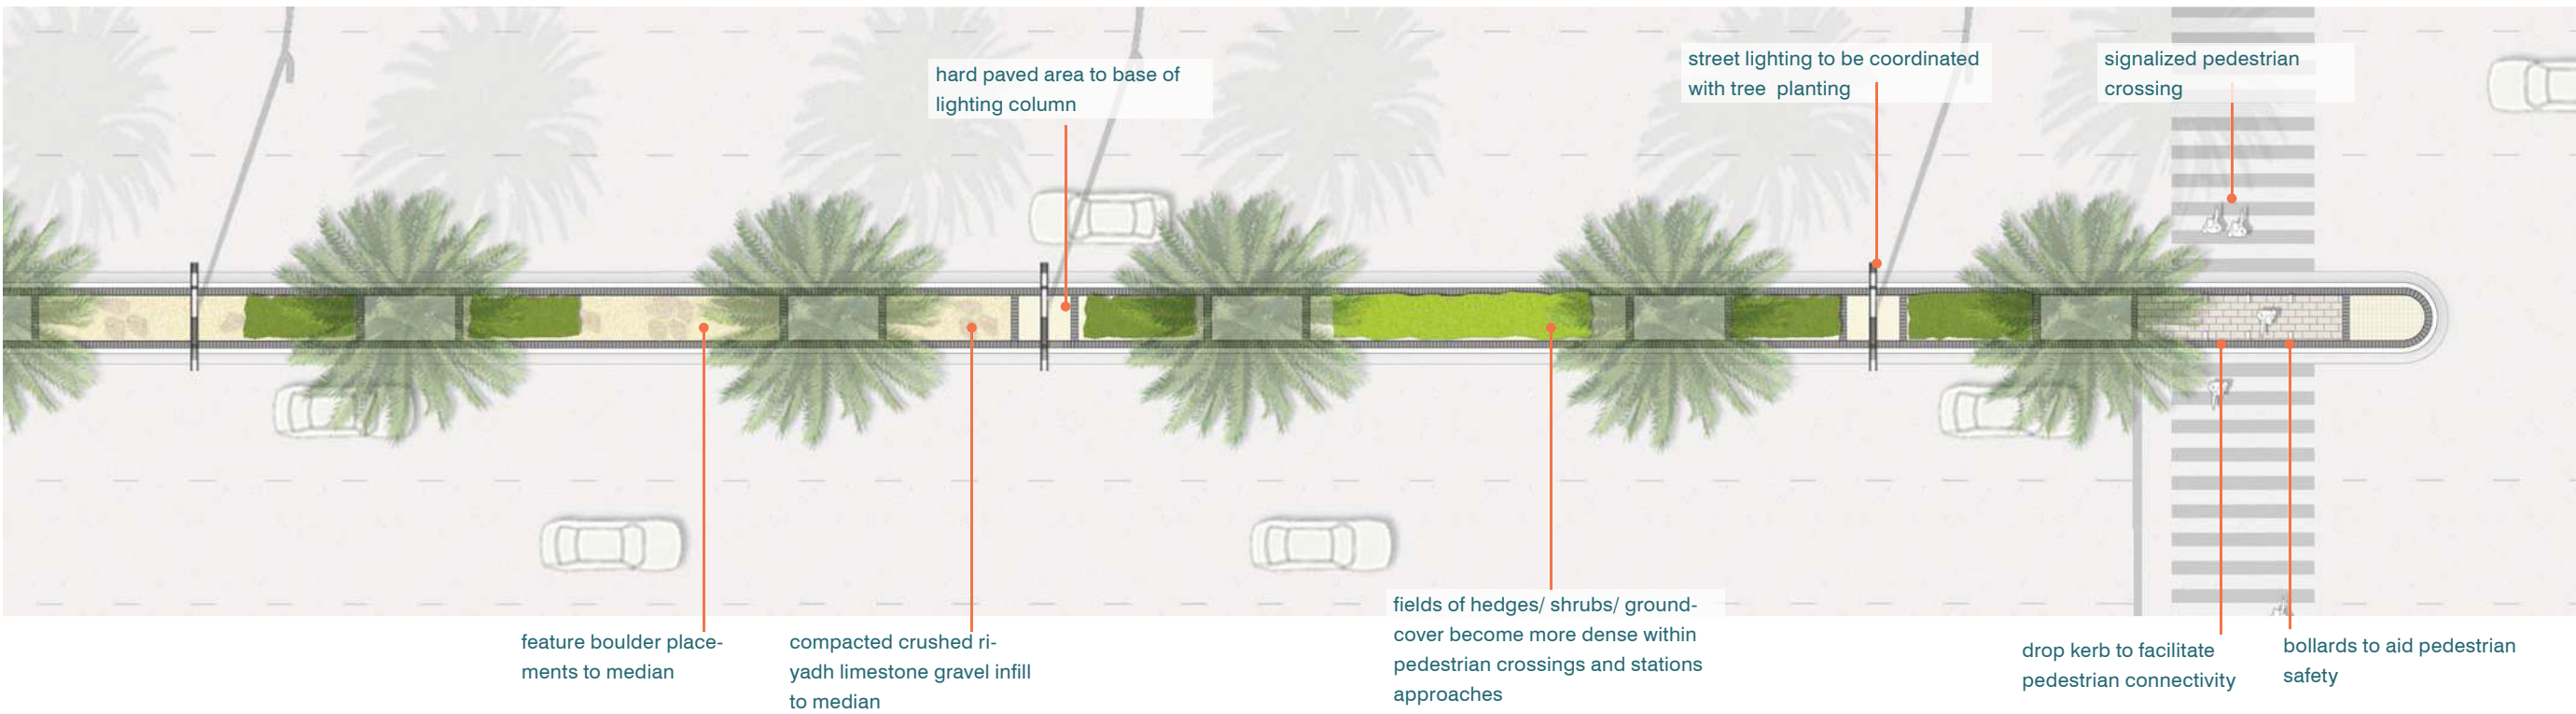 hard paved area to base of
lighting column
street lighting to be coordinated
with tree planting
signalized pedestrian
crossing
feature boulder place-
ments to median
compacted crushed ri-
yadh limestone gravel infill
to median
fields of hedges/ shrubs/ ground-
cover become more dense within
pedestrian crossings and stations
approaches
drop kerb to facilitate
pedestrian connectivity
bollards to aid pedestrian
safety